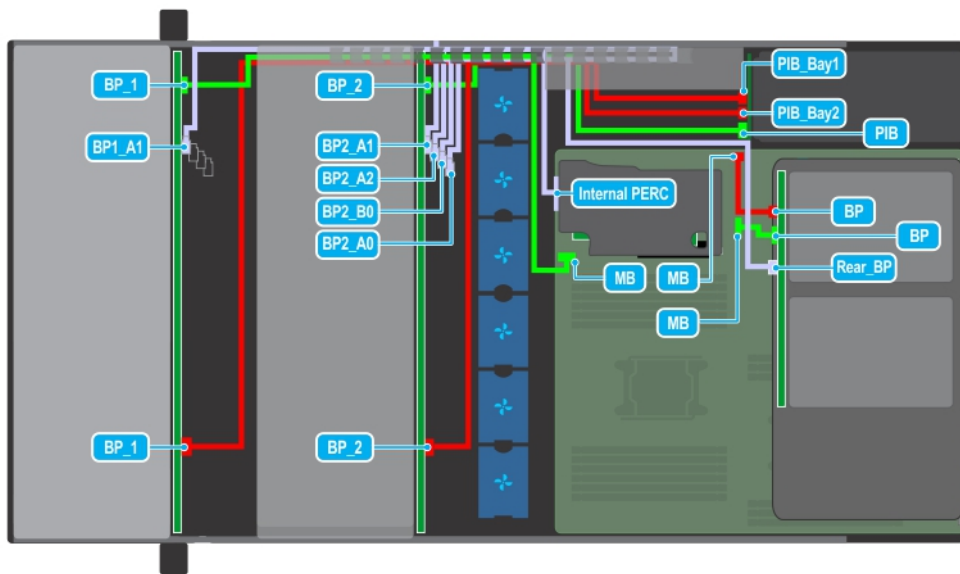 BP_1
BP_2
PIB_Bay1
PIB_Bay2
PIB
BP1_A1
BP2_A1
BP2_A2
BP2_B0
BP2_A0
Internal PERC
BP
BP
Rear_BP
MB
MB
MB
BP_1
BP_2